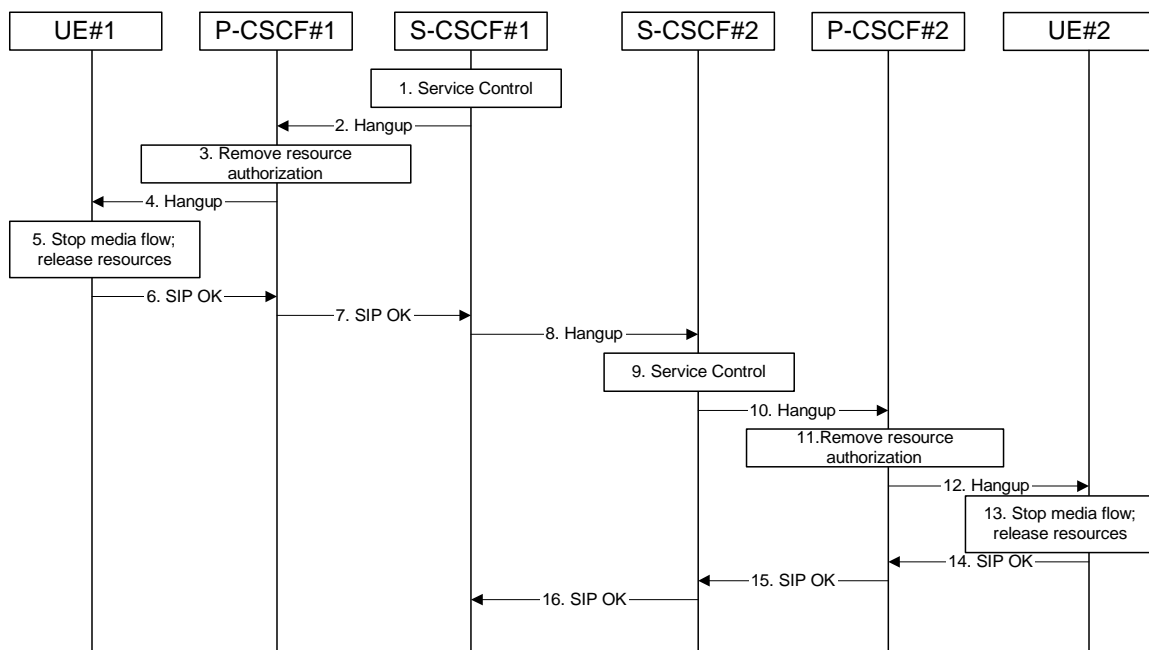 UE#1
P-CSCF#1
S-CSCF#1
S-CSCF#2
P-CSCF#2
UE#2
1. Service Control
2. Hangup
3. Remove resource
authorization
4. Hangup
5. Stop media flow;
release resources
6. SIP OK
7. SIP OK
8. Hangup
9. Service Control
10. Hangup
11.Remove resource
authorization
12. Hangup
13. Stop media flow;
release resources
14. SIP OK
15. SIP OK
16. SIP OK